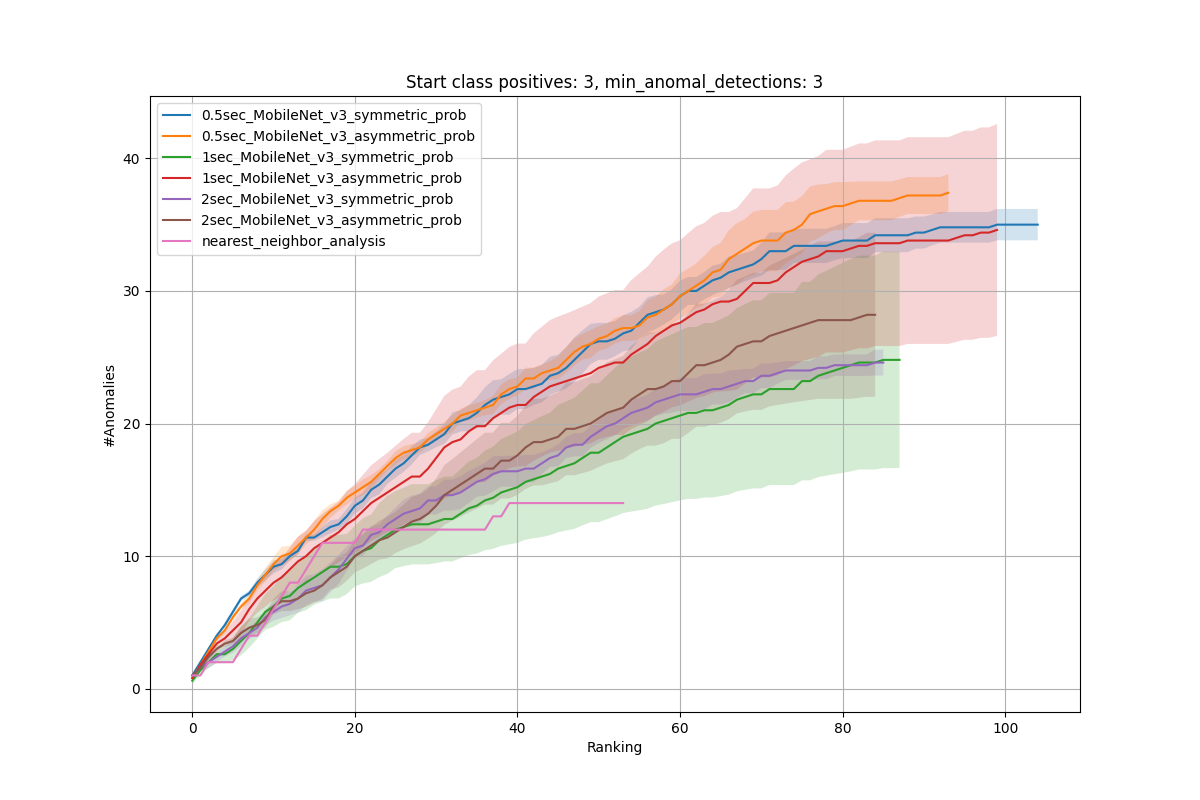 Start class positives: 3, min_anomal_detections: 3
0.5sec_MobileNet_v3_symmetric_prob
0.5sec_MobileNet_v3_asymmetric_prob
1sec_MobileNet_v3_symmetric_prob
1sec_MobileNet_v3_asymmetric_prob
2sec_MobileNet_v3_symmetric_prob
2sec_MobileNet_v3_asymmetric_prob
nearest_neighbor_analysis
#Anomalies
40
30
20
10
0
0 20 40 60 80 100
Ranking